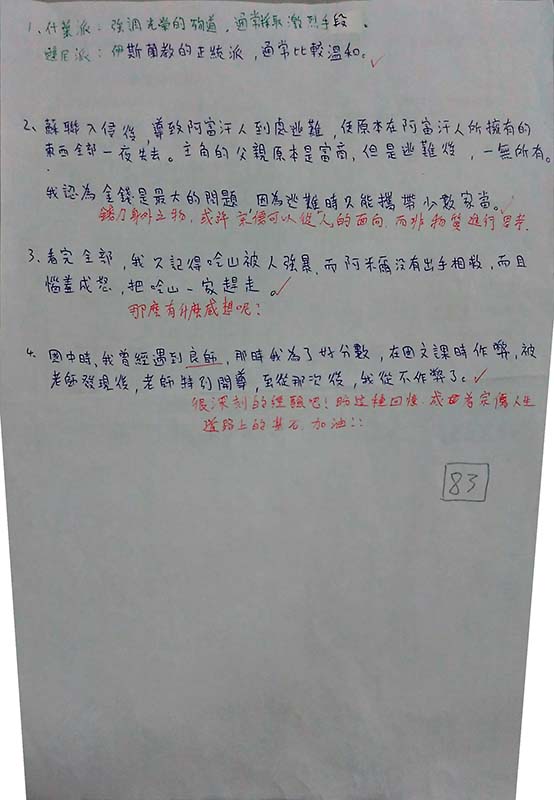 1、什葉派：強調光榮的殉道，通常採取激烈手段。
遜尼派：伊斯蘭教的正統派，通常比較溫和。
2、蘇聯入侵後，導致阿富汗人到處逃難，使原本在阿富汗人所擁有的
東西全部一夜失去。主角的父親原本是富商，但是逃難後，一無所有。
我認為金錢是最大的問題，因為逃難時只能攜帶少數家當。
錢乃身外之物，或許 可以從人的面向，而非物質進行思考.
3、看完全部，我只記得哈山被人強暴，而阿米爾沒有出手相救，而且
惱羞成怒，把哈山一家趕走。
那麼有什麼感想呢？
4、國中時，我曾經遇到良師，那時我為了好分數，在國文課時作弊，被
老師發現後，老師特別開導，至從那次後，我從不作弊了。
很深刻的經驗吧！ 這種回憶，成 人生
道路上的基石，加油！！
83